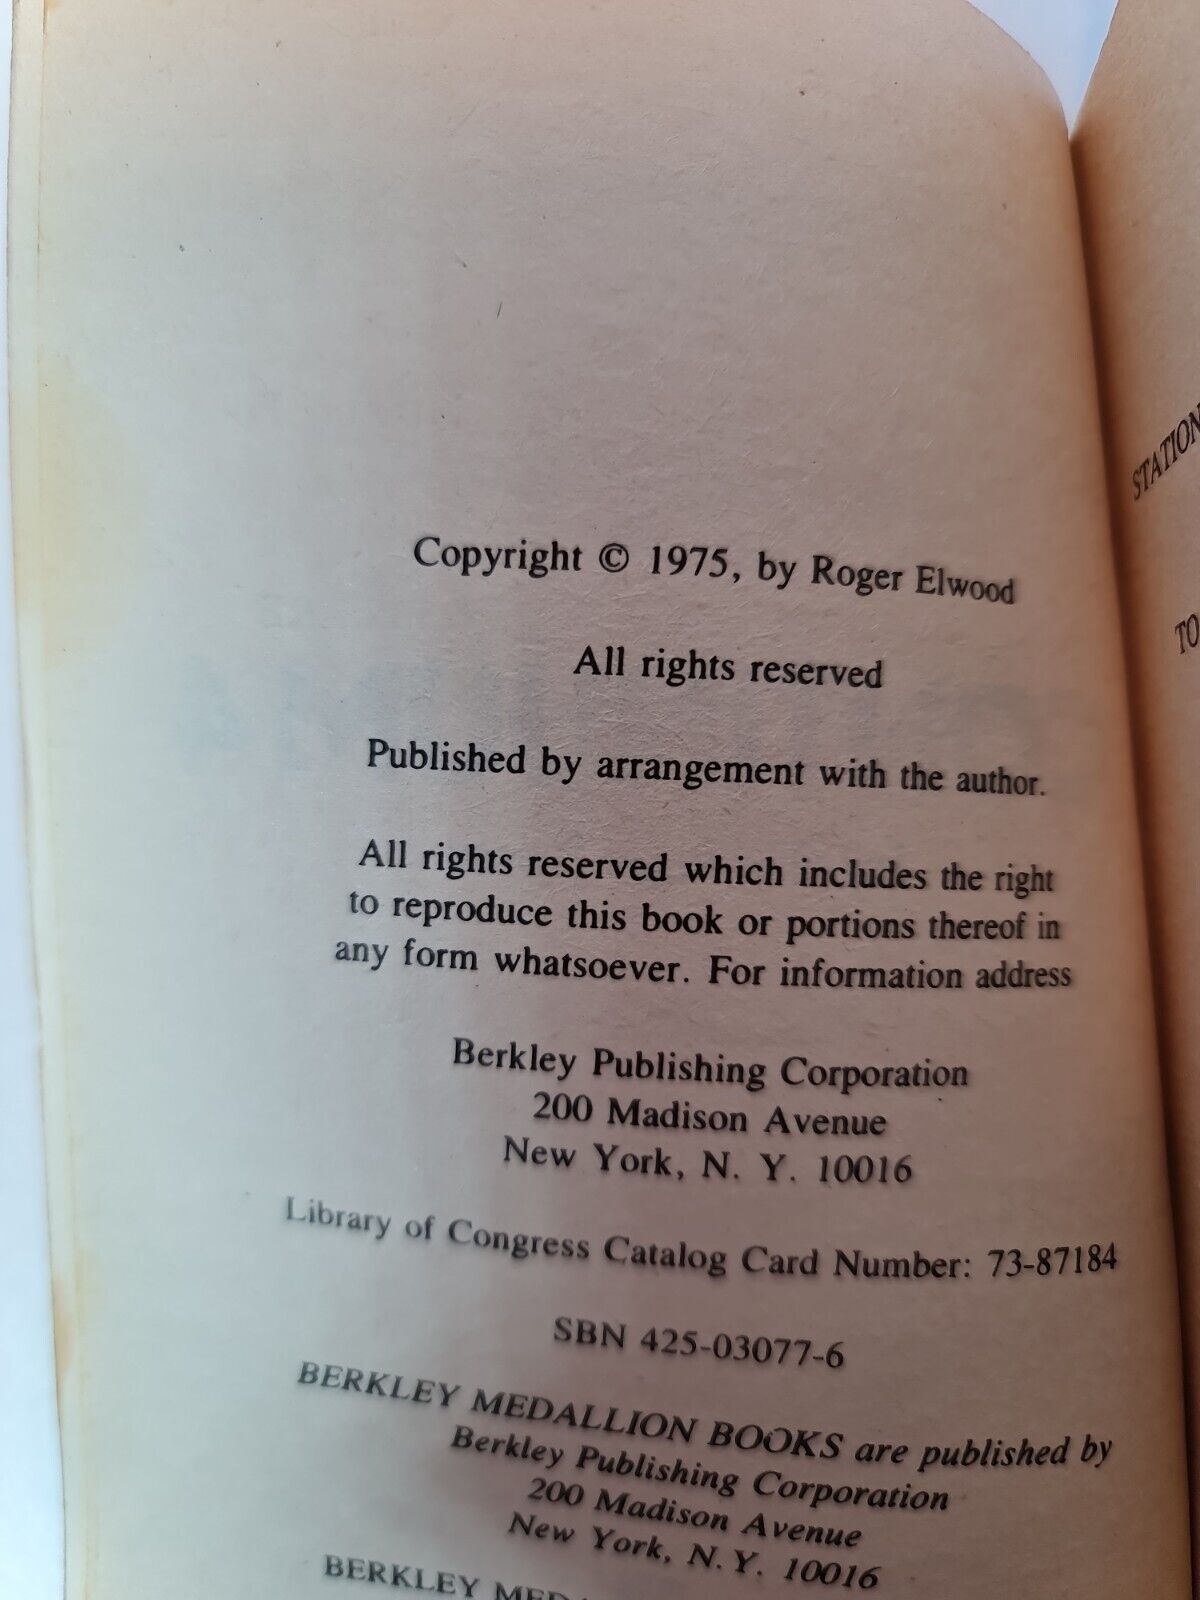 Copyright © 1975, by Roger Elwood
All rights reserved
Published by arrangement with the author.
All rights reserved which includes the right
to reproduce this book or portions thereof in
any form whatsoever. For information address
Berkley Publishing Corporation
200 Madison Avenue
New York, N. Y. 10016
Library of Congress Catalog Card Number: 73-87184
SBN 425-03077-6
BERKLEY MEDALLION BOOKS are published by
Berkley Publishing Corporation
200 Madison Avenue
New York, N. Y. 10016
BERKLEY
STATION
TO